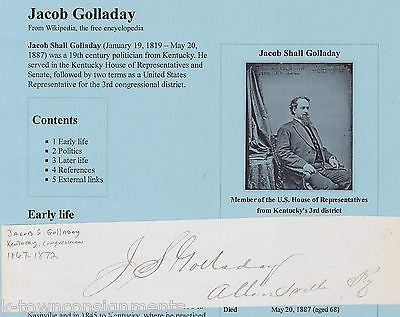 Jacob Golladay
From Wikipedia, the free encyclopedia
Jacob Shall Golladay (January 19, 1819 – May 20,
1887) was a 19th century politician from Kentucky. He
served in the Kentucky House of Representatives and
Senate, followed by two terms as a United States
Representative for the 3rd congressional district.
Contents
1 Early life
2 Politics
3 Later life
4 References
5 External links
Early life
Jacob Shall Golladay
Member of the U.S. House of Representatives
from Kentucky's 3rd district
JACOB S GOLLADAY
Kentucky, Congressman
1867-1872
J S Golladay
Allensville Ky
k-townconsignments
Nashville and in 1845 to Kentucky, where he practiced
Died May 20, 1887 (aged 68)